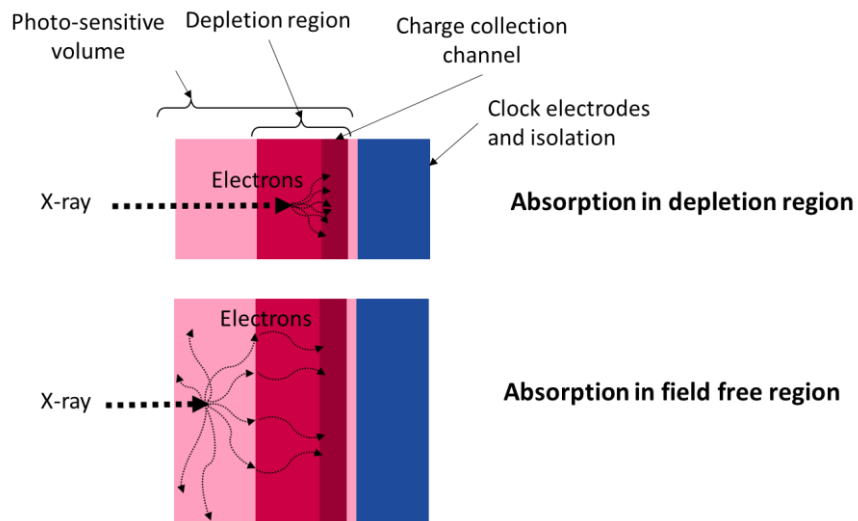 Photo-sensitive
volume
Depletion region
Charge collection
channel
Clock electrodes
and isolation
Electrons
X-ray
Absorption in depletion region
Electrons
X-ray
Absorption in field free region